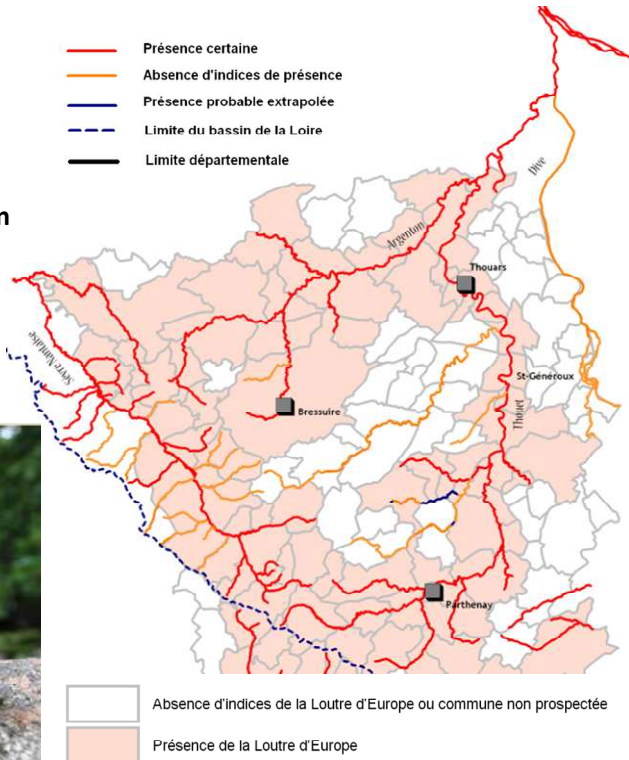 Présence certaine
Absence d'indices de présence
Présence probable extrapolée
Limite du bassin de la Loire
Limite départementale
n
Dive
Argenton
Thouars
Sèvre Nantaise
St-Généroux
Thouet
Bressuire
Parthenay
Absence d'indices de la Loutre d'Europe ou commune non prospectée
Présence de la Loutre d'Europe